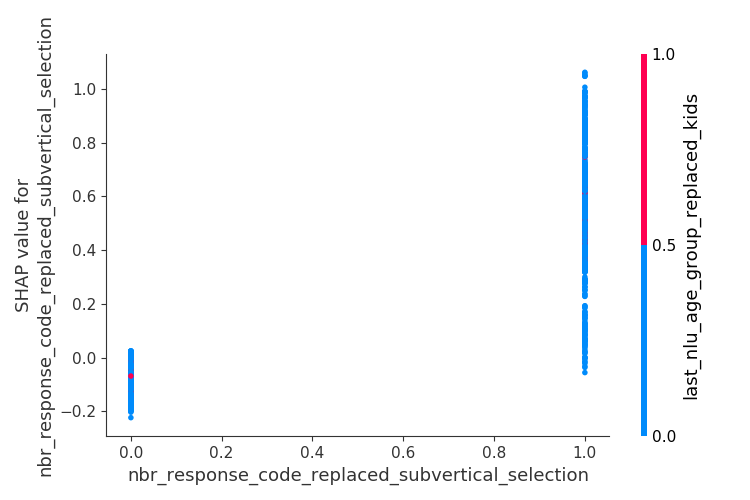 SHAP value for
nbr_response_code_replaced_subvertical_selection
1.0
0.8
0.6
0.4
0.2
0.0
−0.2
0.0 0.2 0.4 0.6 0.8 1.0
nbr_response_code_replaced_subvertical_selection
1.0
0.5
0.0
last_nlu_age_group_replaced_kids